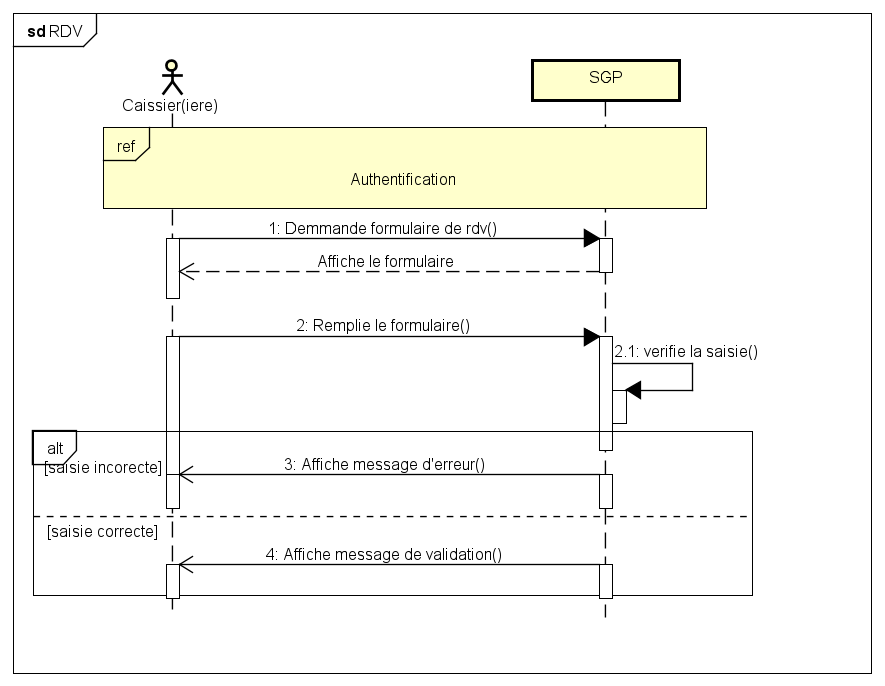 sd RDV
Caissier(iere)
SGP
ref
Authentification
1: Demmande formulaire de rdv()
Affiche le formulaire
2: Remplie le formulaire()
2.1: verifie la saisie()
alt
[saisie incorecte]
3: Affiche message d'erreur()
[saisie correcte]
4: Affiche message de validation()